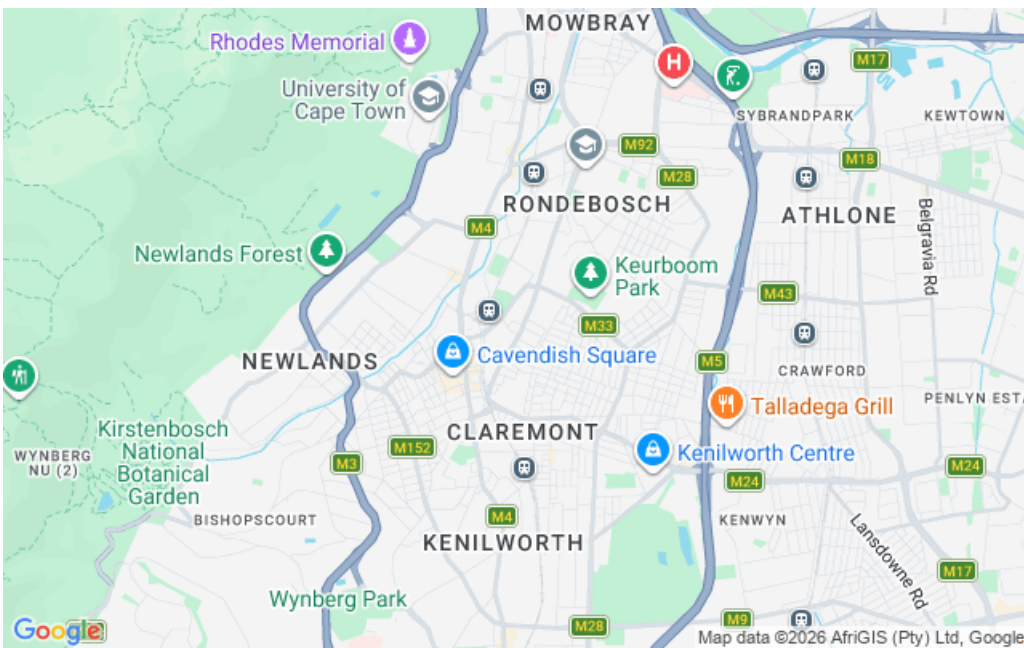 MOWBRAY
Rhodes Memorial
H
M17
University of
Cape Town
SYBRANDPARK
KEWTOWN
M92
M18
M28
RONDEBOSCH
ATHLONE
Belgravia Rd
M4
Newlands Forest
Keurboom
Park
M43
M33
NEWLANDS
Cavendish Square
M5
CRAWFORD
Talladega Grill
PENLYN ESTA
Kirstenbosch
National
Botanical
Garden
CLAREMONT
M152
WYNBERG
NU (2)
M3
Kenilworth Centre
M24
M24
BISHOPSCOURT
M4
KENWYN
Lansdowne Rd
KENILWORTH
M17
Wynberg Park
M28
M9
Google
Map data ©2026 AfriGIS (Pty) Ltd, Google